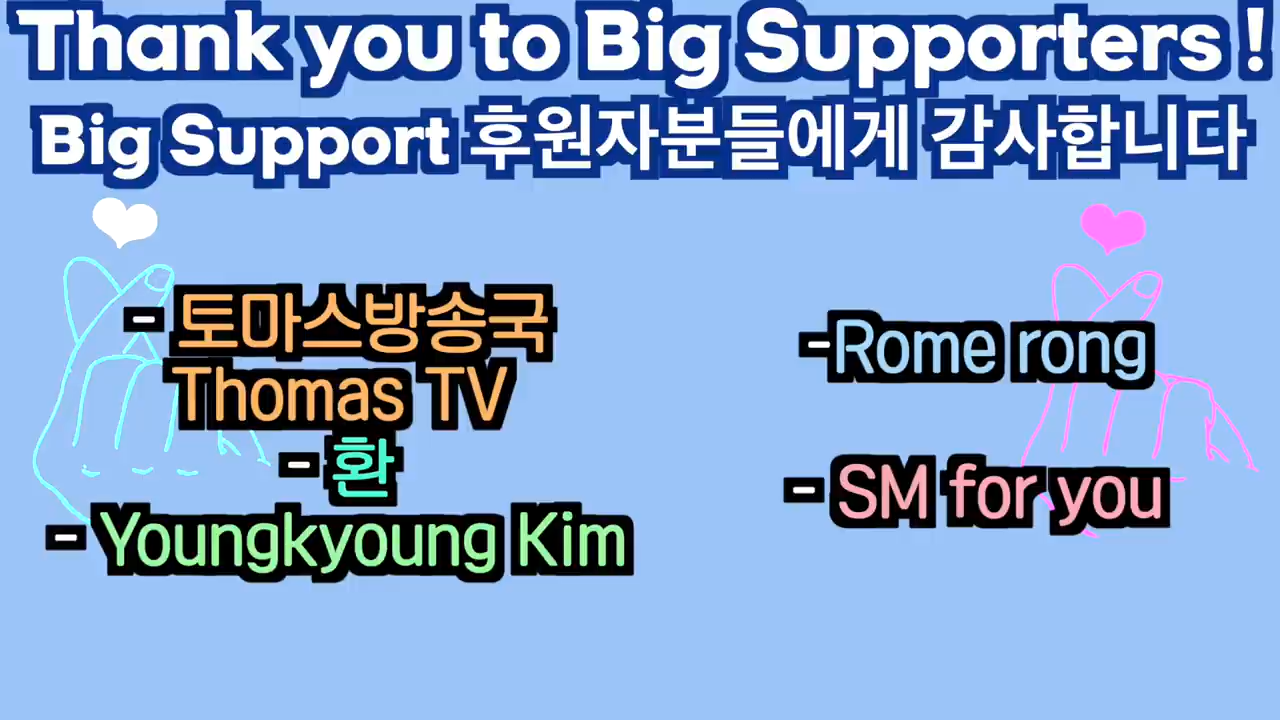 Thank you to Big Supporters !
Big Support 후원자분들에게 감사합니다
- 토마스방송국
Thomas TV
- 환
- Youngkyoung Kim
-Rome rong
- SM for you